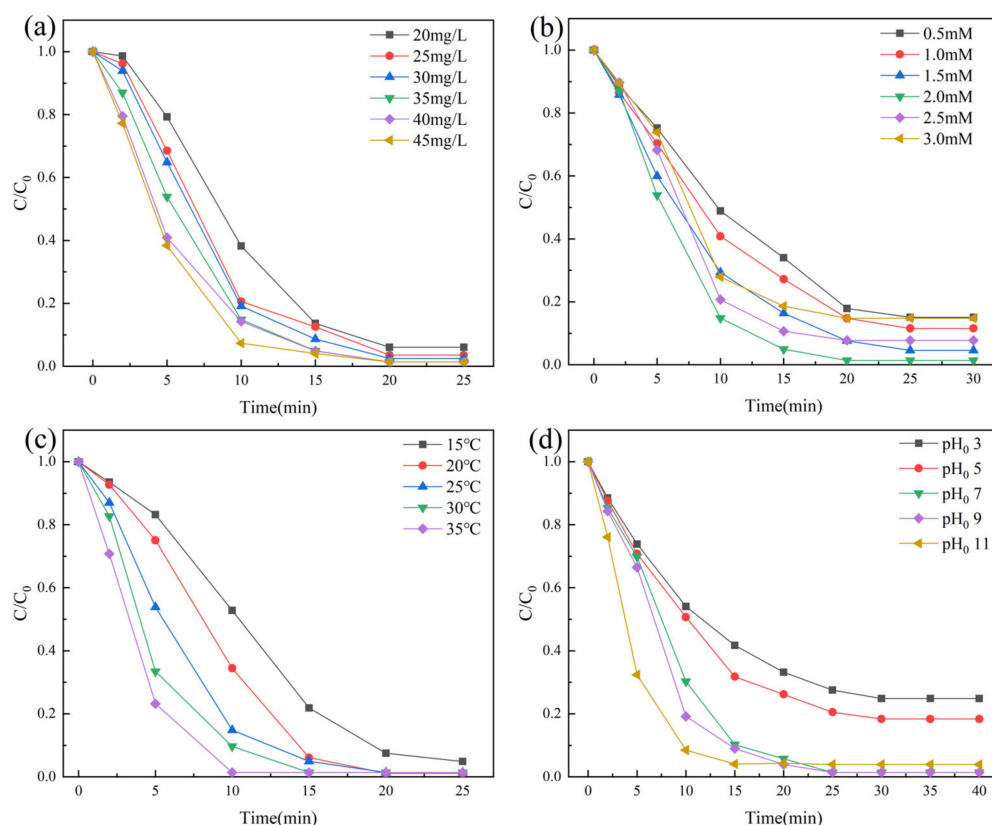 (a)
20mg/L
25mg/L
30mg/L
35mg/L
40mg/L
45mg/L
1.0
0.8
0.6
0.4
0.2
0.0
C/C₀
0 5 10 15 20 25
Time(min)
(b)
0.5mM
1.0mM
1.5mM
2.0mM
2.5mM
3.0mM
1.0
0.8
0.6
0.4
0.2
0.0
C/C₀
0 5 10 15 20 25 30
Time(min)
(c)
15℃
20℃
25℃
30℃
35℃
1.0
0.8
0.6
0.4
0.2
0.0
C/C₀
0 5 10 15 20 25
Time(min)
(d)
pH₀ 3
pH₀ 5
pH₀ 7
pH₀ 9
pH₀ 11
1.0
0.8
0.6
0.4
0.2
0.0
C/C₀
0 5 10 15 20 25 30 35 40
Time(min)